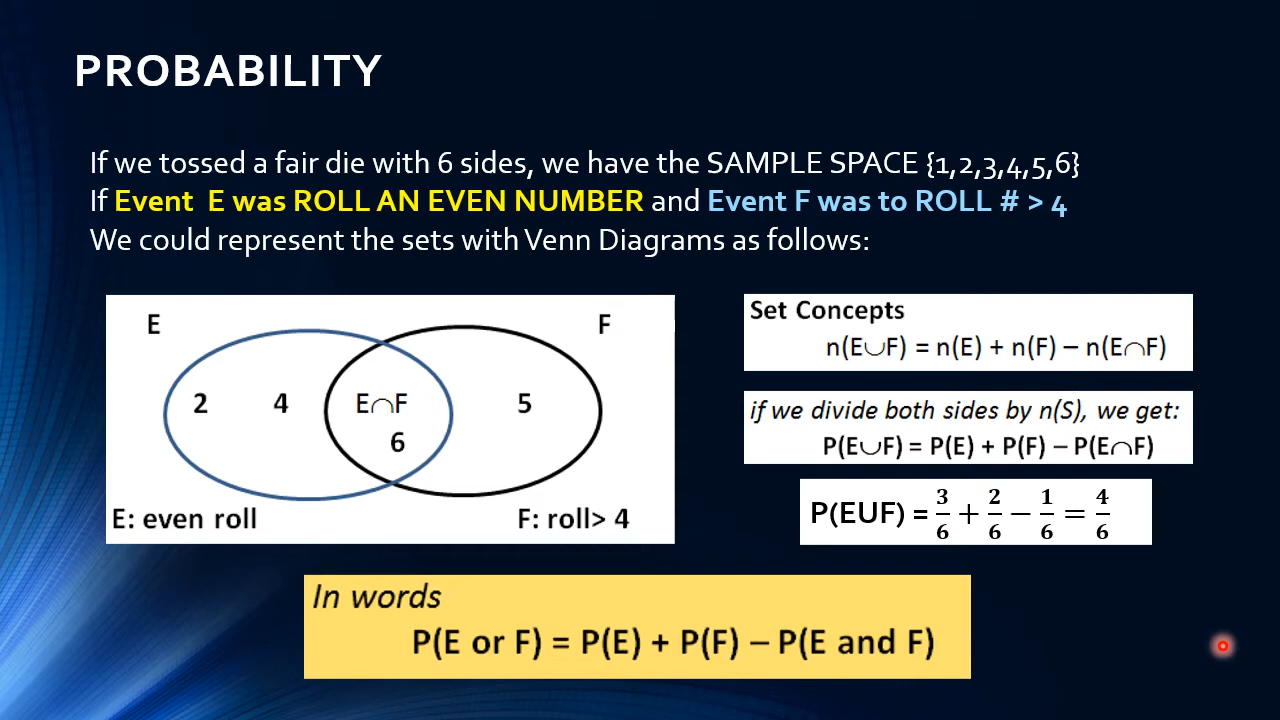 PROBABILITY
If we tossed a fair die with 6 sides, we have the SAMPLE SPACE {1,2,3,4,5,6}
If Event E was ROLL AN EVEN NUMBER and Event F was to ROLL # > 4
We could represent the sets with Venn Diagrams as follows:
E F
2 4 E∩F 5
6
E: even roll F: roll> 4
Set Concepts
n(E∪F) = n(E) + n(F) – n(E∩F)
if we divide both sides by n(S), we get:
P(E∪F) = P(E) + P(F) – P(E∩F)
P(EUF) = 3/6 + 2/6 − 1/6 = 4/6
In words
P(E or F) = P(E) + P(F) – P(E and F)